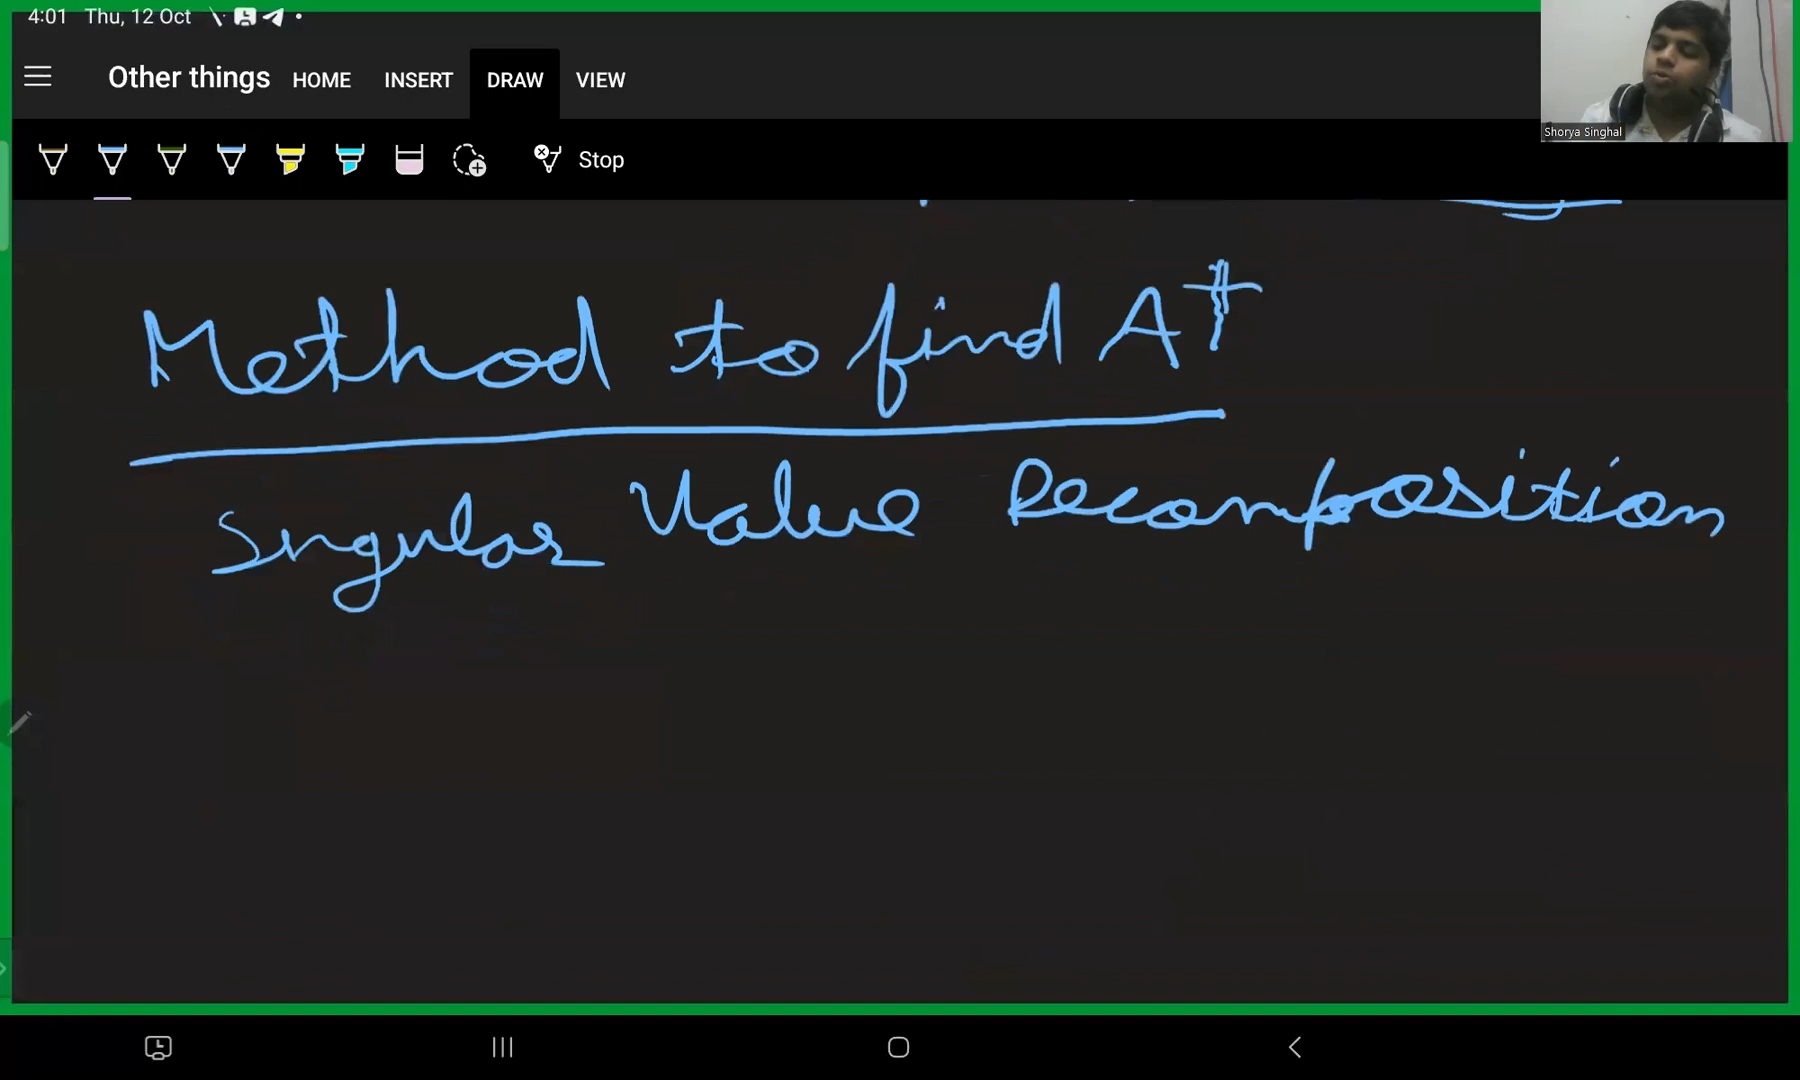 4:01 Thu, 12 Oct
Other things HOME INSERT DRAW VIEW
Shorya Singhal
Stop
Method to find A†
Singular Value Decomposition